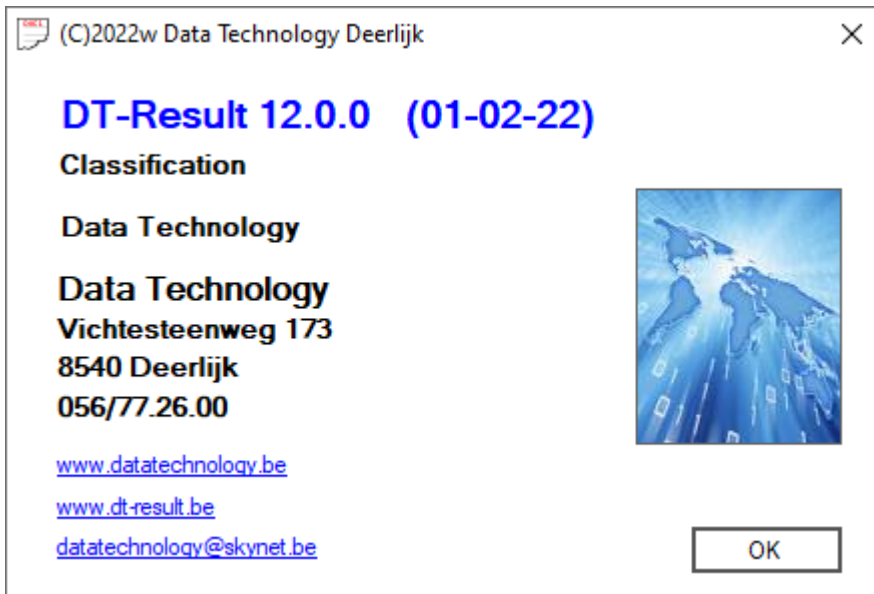 (C)2022w Data Technology Deerlijk
DT-Result 12.0.0 (01-02-22)
Classification
Data Technology
Data Technology
Vichtesteenweg 173
8540 Deerlijk
056/77.26.00
www.datatechnology.be
www.dt-result.be
datatechnology@skynet.be
OK